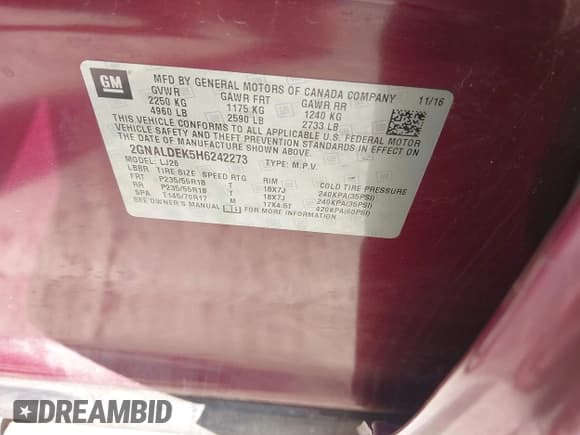 GM
MFD BY GENERAL MOTORS OF CANADA COMPANY 11/16
GVWR GAWR FRT GAWR RR
2250 KG 1175 KG 1240 KG
4960 LB 2590 LB 2733 LB
THIS VEHICLE CONFORMS TO ALL APPLICABLE U.S. FEDERAL MOTOR
VEHICLE SAFETY AND THEFT PREVENTION STANDARDS IN EFFECT ON
THE DATE OF MANUFACTURE SHOWN ABOVE.
2GNALDEK5H6242273 TYPE: M.P.V.
MODEL: LJ26
LBBR TIRE SIZE SPEED RTG RIM COLD TIRE PRESSURE
FRT P235/55R18 T 18X7J 240KPA(35PSI)
RR P235/55R18 T 18X7J 240KPA(35PSI)
SPA T145/70R17 M 17X4.5T 420KPA(60PSI)
SEE OWNER'S MANUAL FOR MORE INFORMATION
DREAMBID